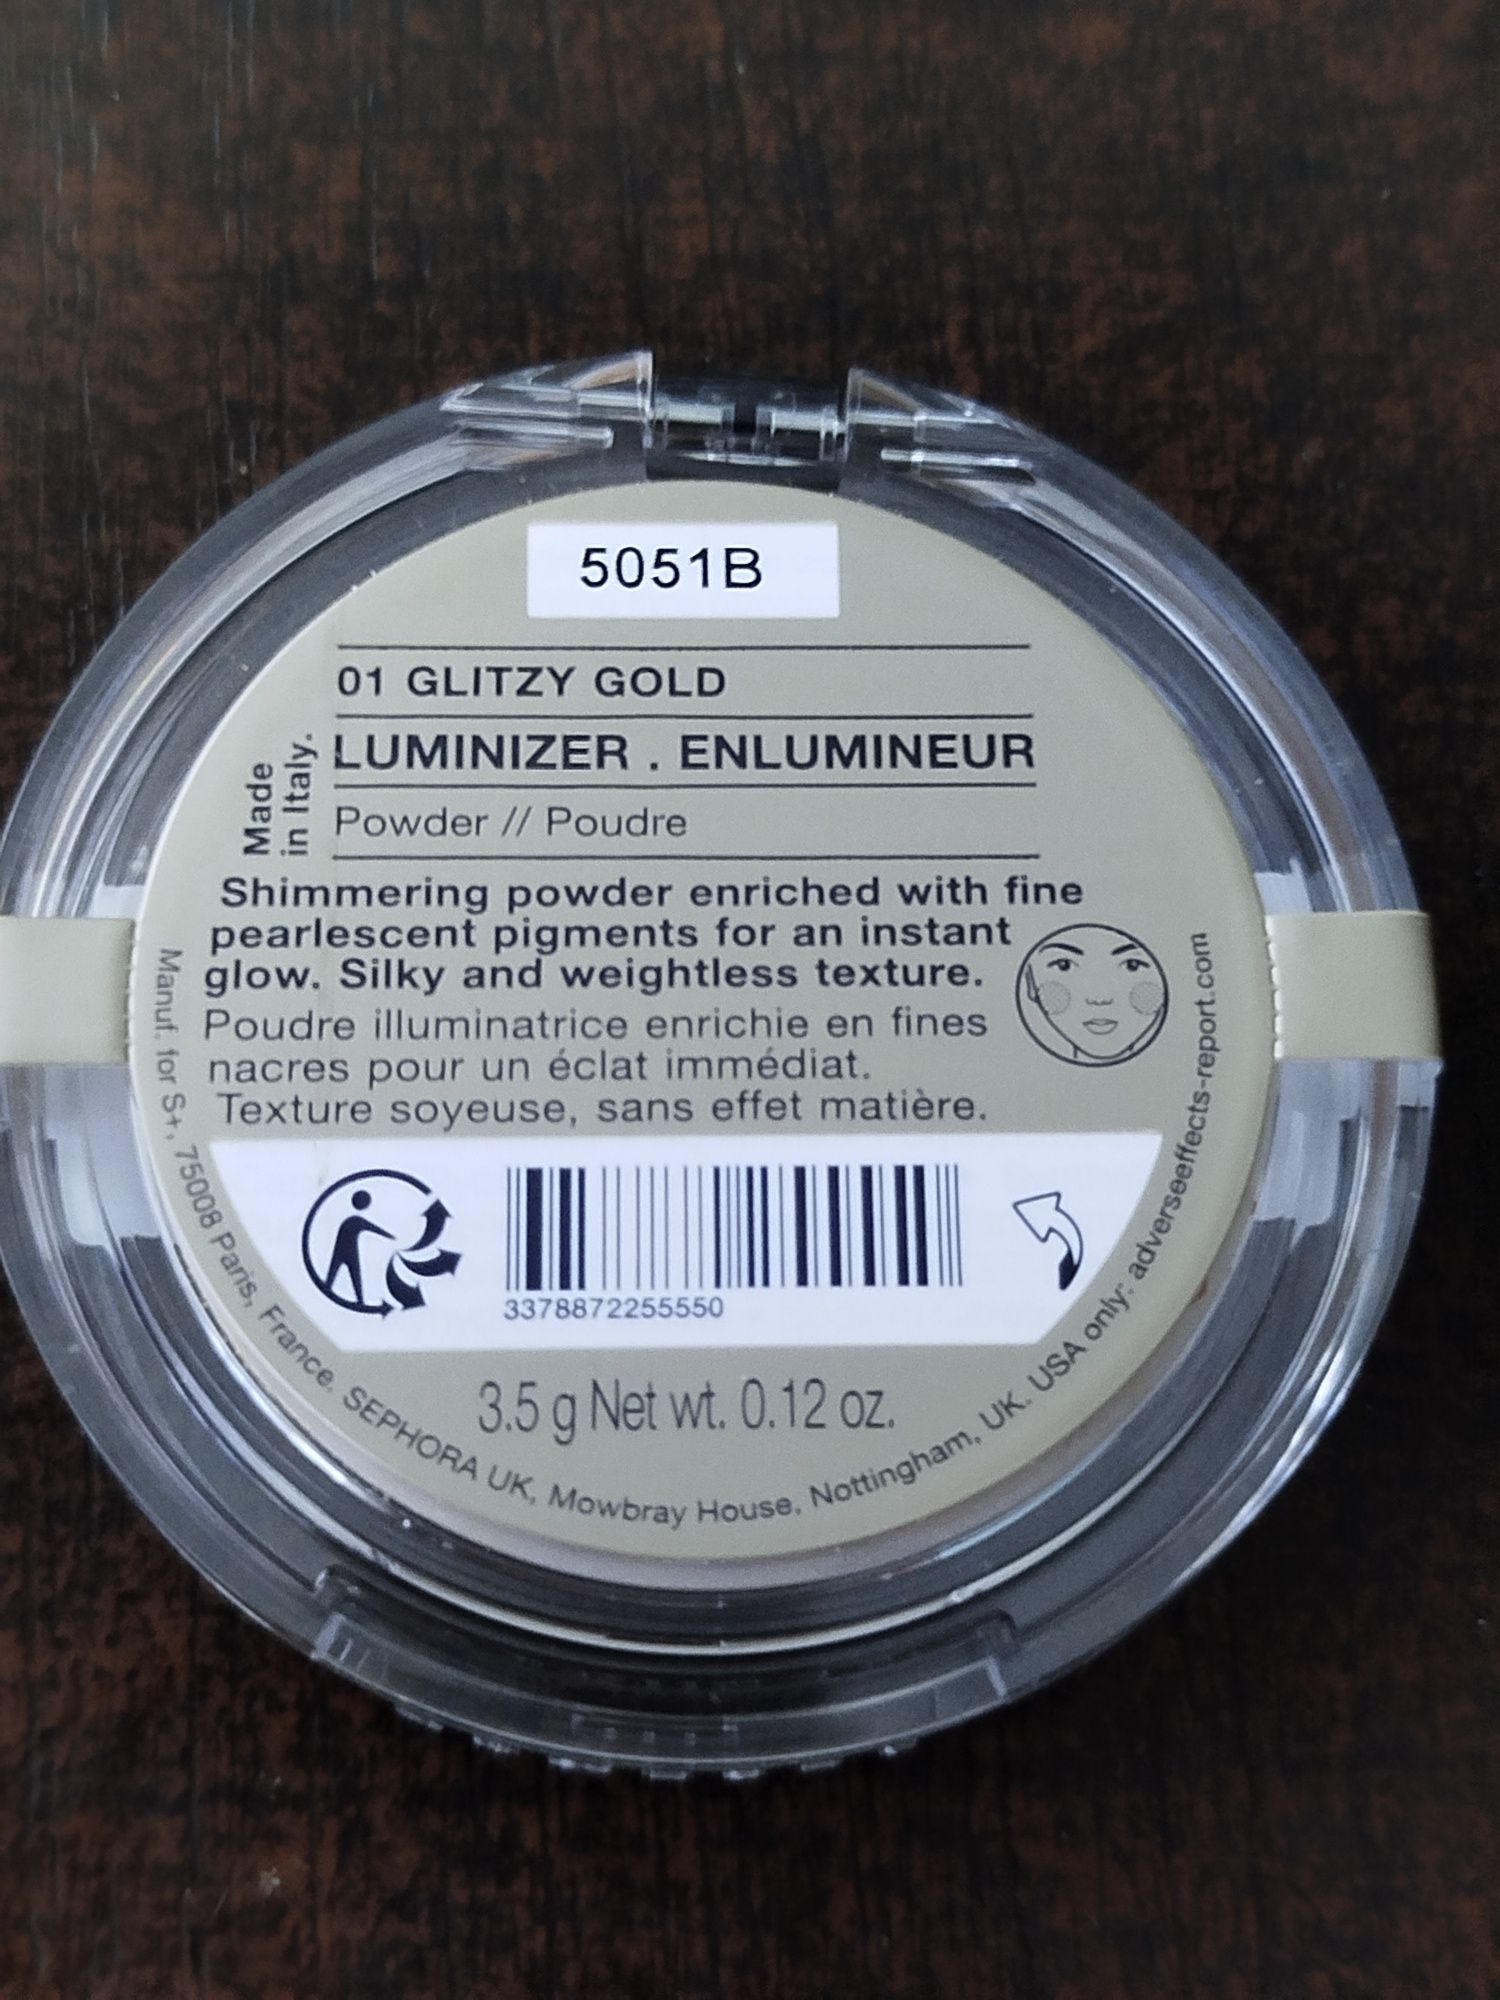 5051B
01 GLITZY GOLD
LUMINIZER . ENLUMINEUR
Powder // Poudre
Made
in Italy.
Shimmering powder enriched with fine
pearlescent pigments for an instant
glow. Silky and weightless texture.
Poudre illuminatrice enrichie en fines
nacres pour un éclat immédiat.
Texture soyeuse, sans effet matière.
3378872255550
3.5 g Net wt. 0.12 oz.
Manuf. for S+, 75008 Paris, France. SEPHORA UK, Mowbray House, Nottingham, UK. USA only: adverseeffects-report.com